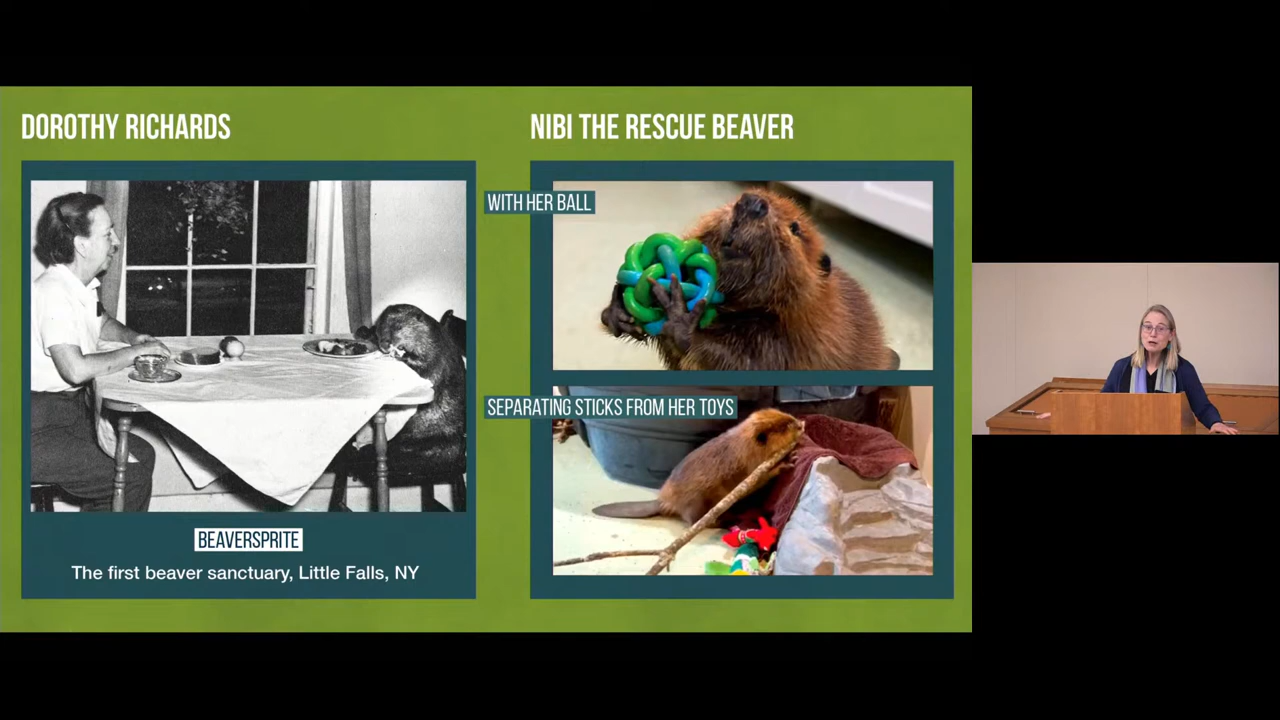 DOROTHY RICHARDS
BEAVERSPRITE
The first beaver sanctuary, Little Falls, NY
NIBI THE RESCUE BEAVER
WITH HER BALL
SEPARATING STICKS FROM HER TOYS